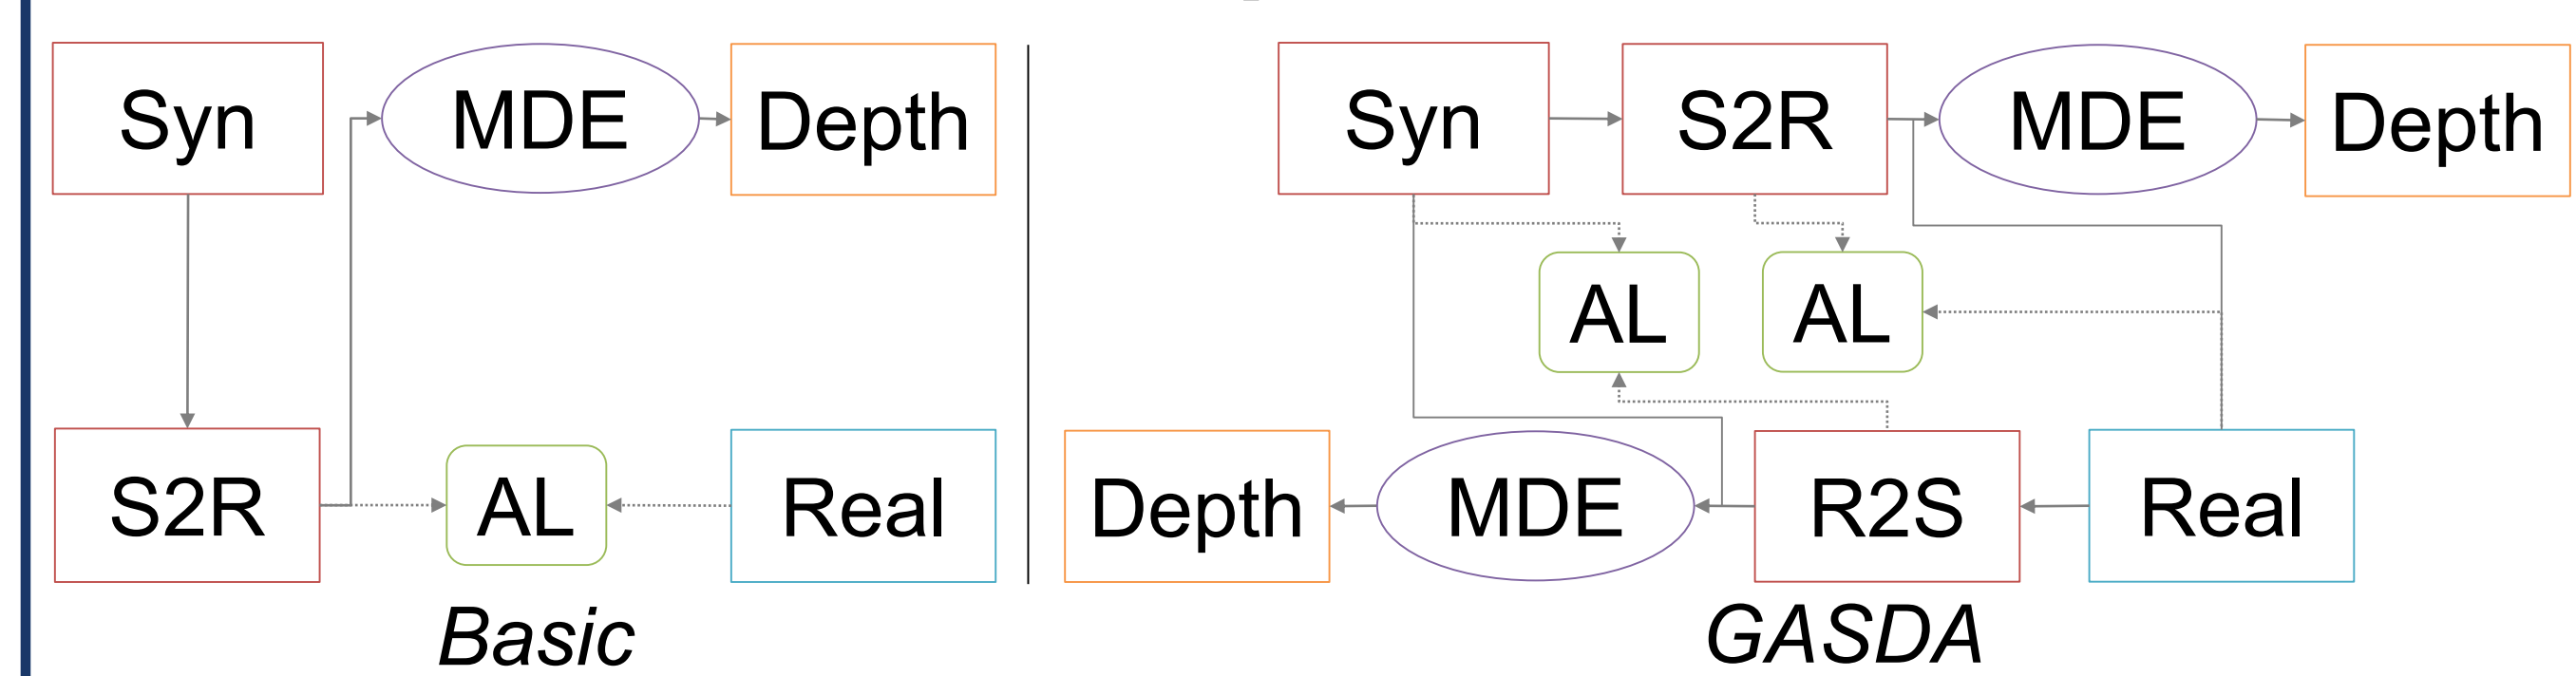 Syn
MDE
Depth
S2R
AL
Real
Basic
Syn
S2R
MDE
Depth
AL
AL
Depth
MDE
R2S
Real
GASDA